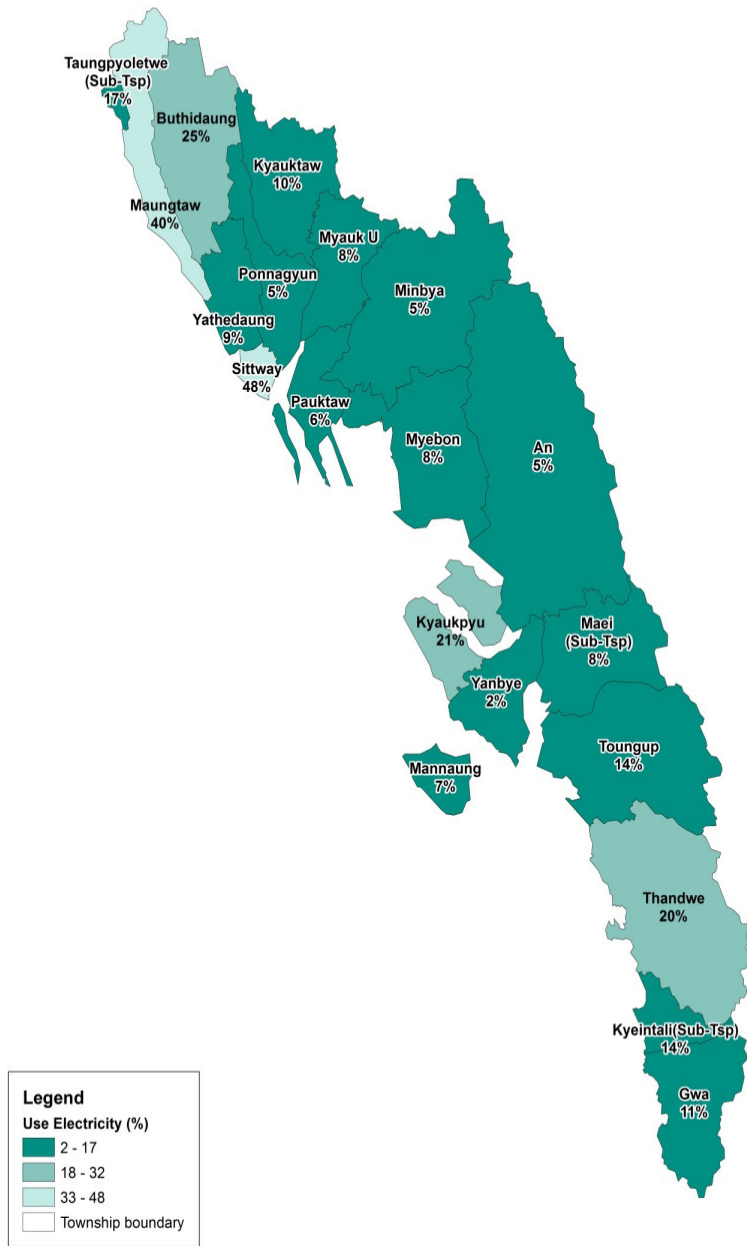 Taungpyoletwe
(Sub-Tsp)
17%
Buthidaung
25%
Kyauktaw
10%
Maungtaw
40%
Myauk U
8%
Ponnagyun
5%
Minbya
5%
Yathedaung
9%
Sittway
48%
Pauktaw
6%
Myebon
8%
An
5%
Kyaukpyu
21%
Maei
(Sub-Tsp)
8%
Yanbye
2%
Toungup
14%
Mannaung
7%
Thandwe
20%
Kyeintali(Sub-Tsp)
14%
Gwa
11%
Legend
Use Electricity (%)
2 - 17
18 - 32
33 - 48
Township boundary